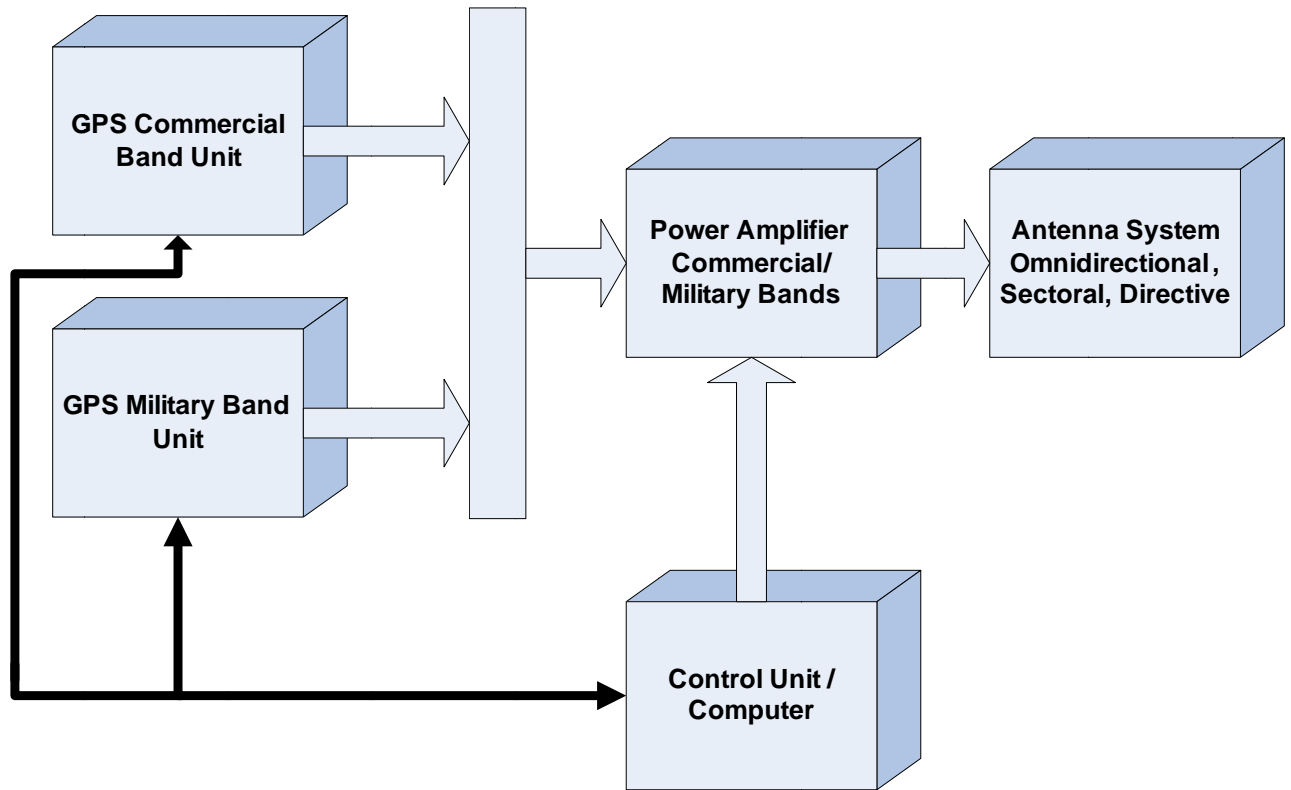 GPS Commercial
Band Unit
GPS Military Band
Unit
Power Amplifier
Commercial/
Military Bands
Antenna System
Omnidirectional,
Sectoral, Directive
Control Unit /
Computer